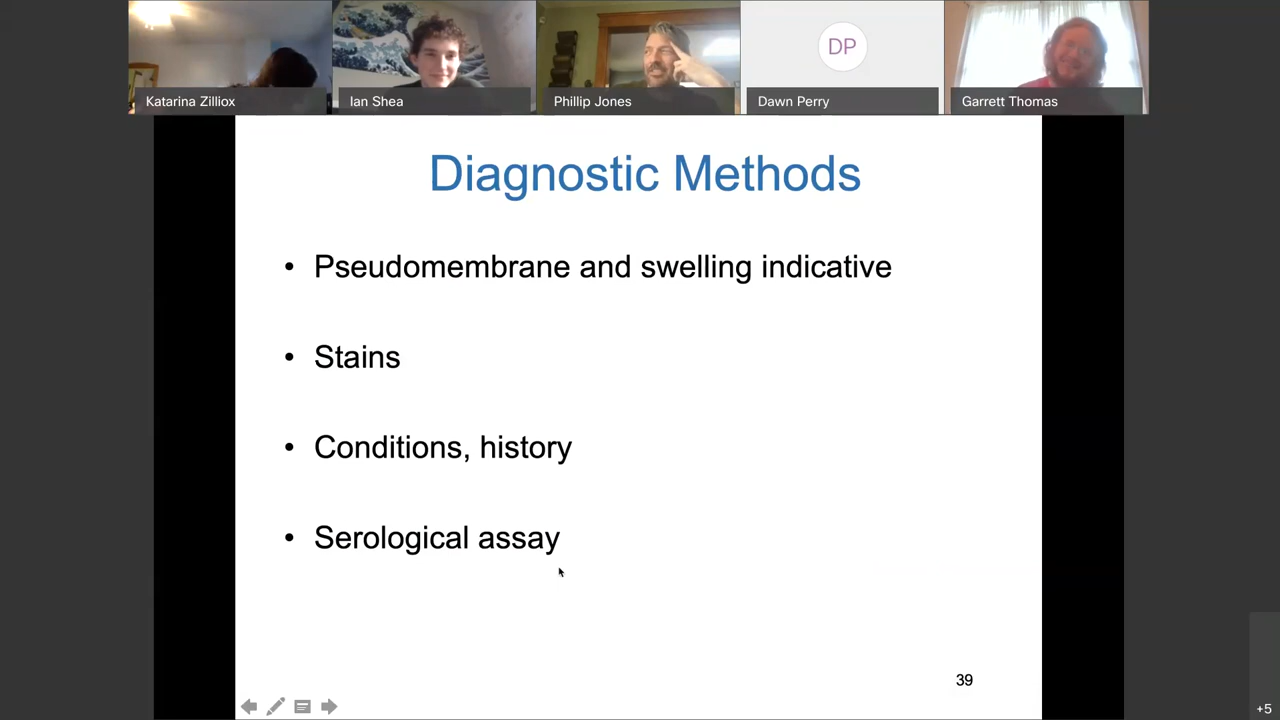 DP
Katarina Zilliox
Ian Shea
Phillip Jones
Dawn Perry
Garrett Thomas
Diagnostic Methods
• Pseudomembrane and swelling indicative
• Stains
• Conditions, history
• Serological assay
39
+5